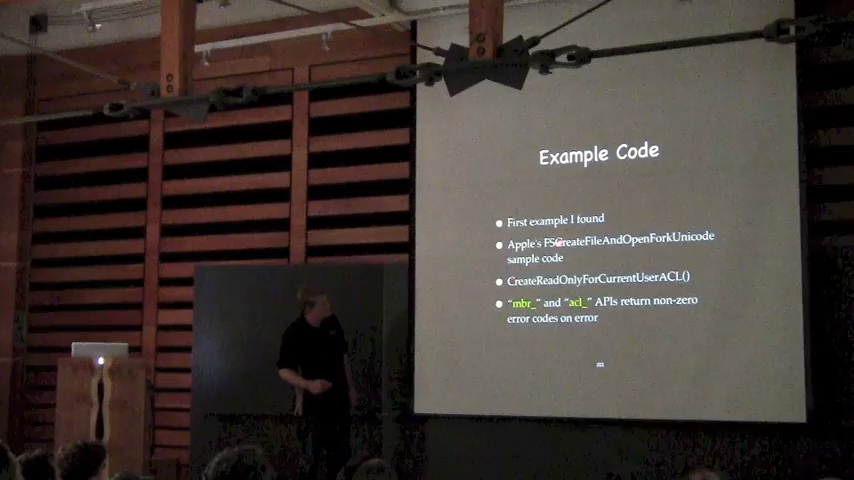 Example Code
First example I found
Apple's FSCreateFileAndOpenForkUnicode
sample code
CreateReadOnlyForCurrentUserACL()
"mbr_" and "acl_" APIs return non-zero
error codes on error